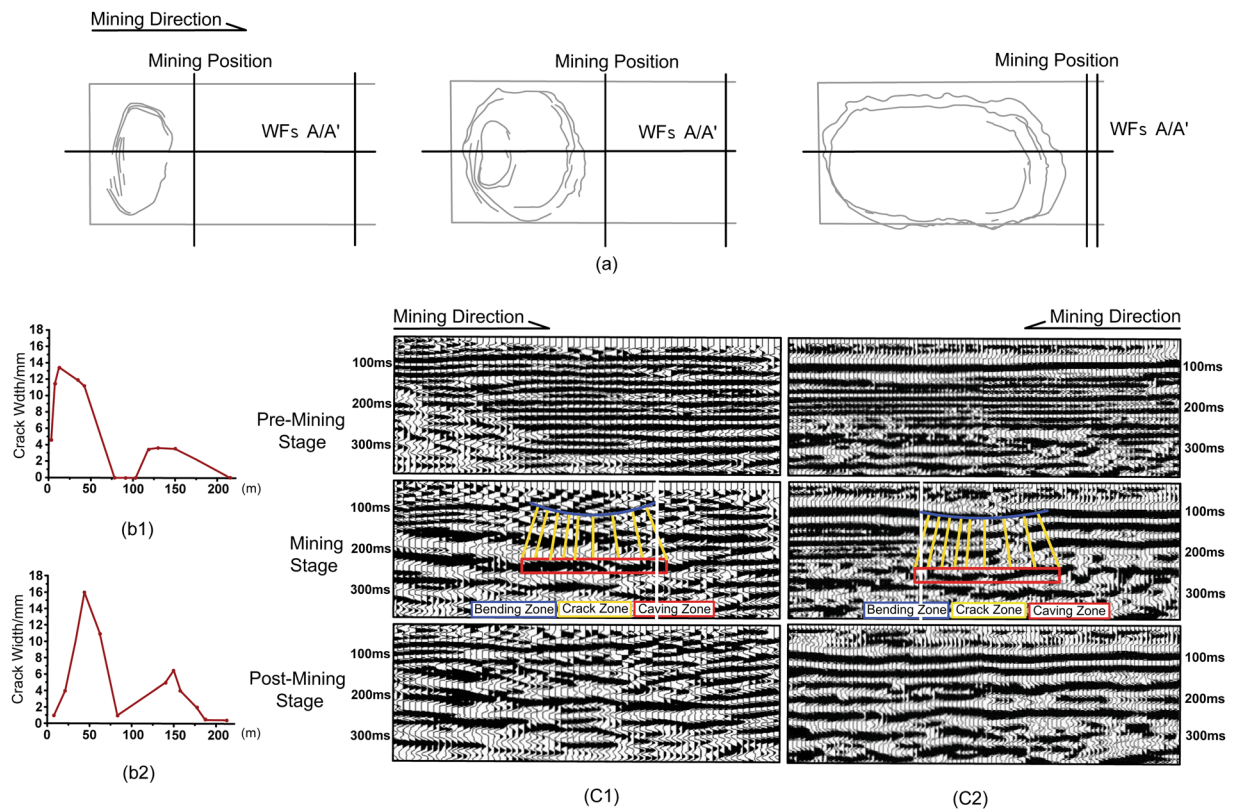 Mining Direction
Mining Position
Mining Position
Mining Position
WFs A/A'
WFs A/A'
WFs A/A'
(a)
18
16
14
12
10
8
6
4
2
0
Crack Wdth/mm
0 50 100 150 200 (m)
(b1)
18
16
14
12
10
8
6
4
2
0
Crack Width/mm
0 50 100 150 200 (m)
(b2)
Pre-Mining
Stage
Mining
Stage
Post-Mining
Stage
Mining Direction
100ms
200ms
300ms
100ms
200ms
300ms
Bending Zone Crack Zone Caving Zone
100ms
200ms
300ms
(C1)
Mining Direction
100ms
200ms
300ms
100ms
200ms
300ms
Bending Zone Crack Zone Caving Zone
100ms
200ms
300ms
(C2)